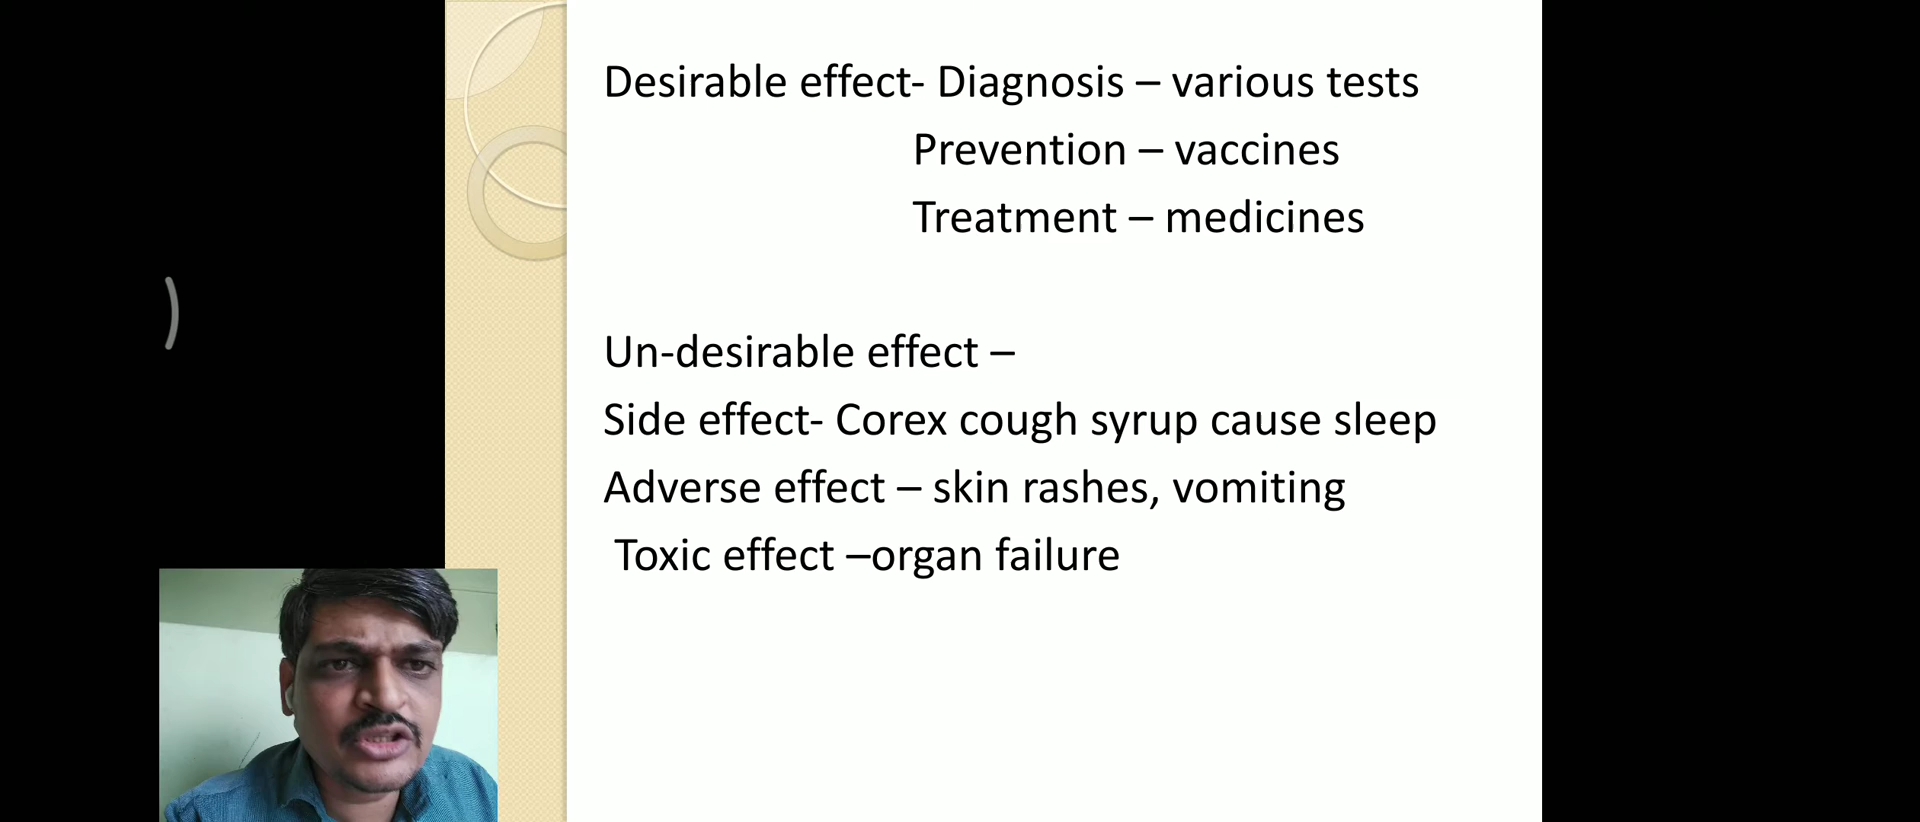 Desirable effect- Diagnosis – various tests
Prevention – vaccines
Treatment – medicines
Un-desirable effect –
Side effect- Corex cough syrup cause sleep
Adverse effect – skin rashes, vomiting
Toxic effect –organ failure